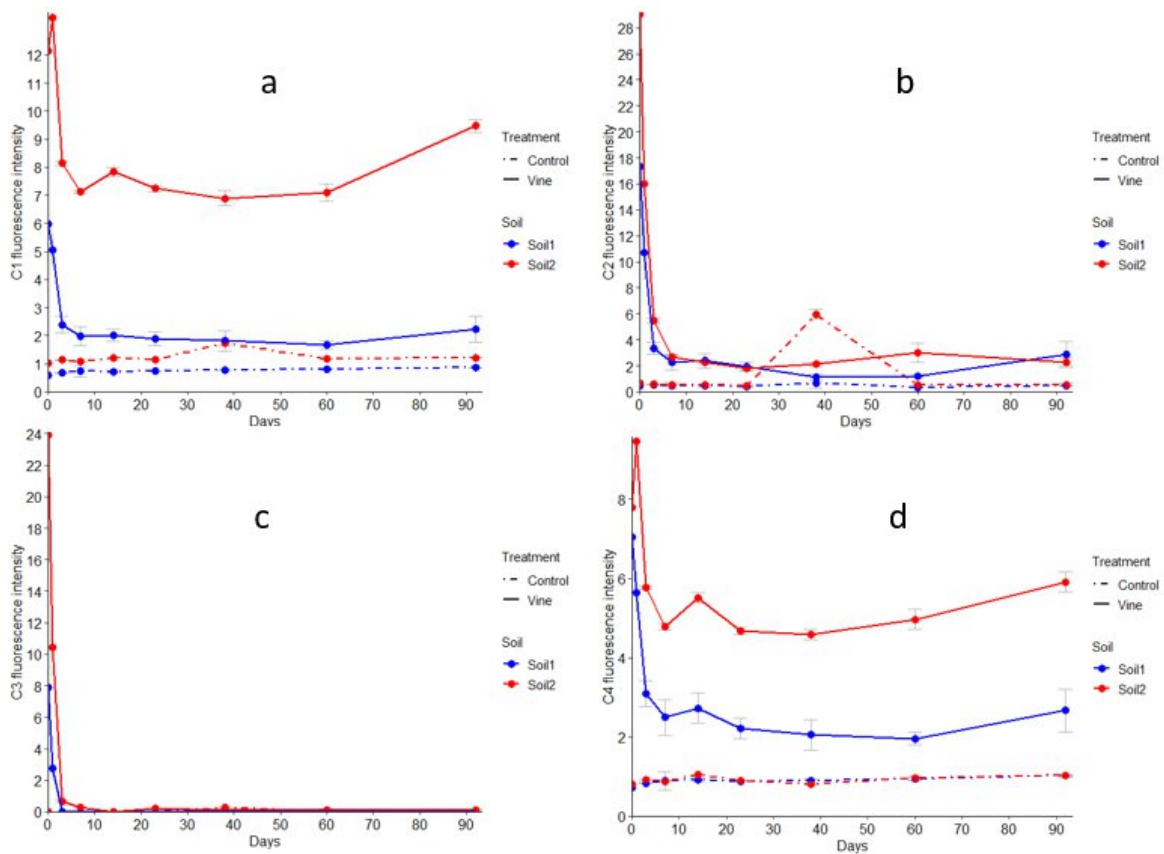 a
C1 fluorescence intensity
12
11
10
9
8
7
6
5
4
3
2
1
0
0 10 20 30 40 50 60 70 80 90
Days
Treatment
Control
Vine
Soil
Soil1
Soil2
b
C2 fluorescence intensity
28
26
24
22
20
18
16
14
12
10
8
6
4
2
0
0 10 20 30 40 50 60 70 80 90
Days
Treatment
Control
Vine
Soil
Soil1
Soil2
c
C3 fluorescence intensity
24
22
20
18
16
14
12
10
8
6
4
2
0
0 10 20 30 40 50 60 70 80 90
Days
Treatment
Control
Vine
Soil
Soil1
Soil2
d
C4 fluorescence intensity
8
6
4
2
0
0 10 20 30 40 50 60 70 80 90
Days
Treatment
Control
Vine
Soil
Soil1
Soil2